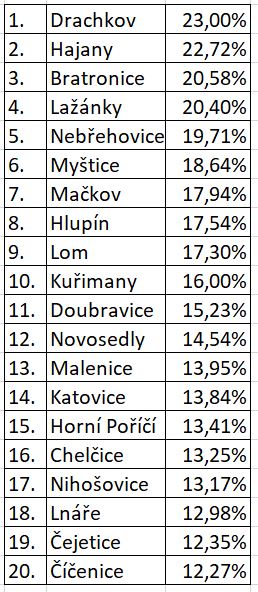 1. Drachkov 23,00%
2. Hajany 22,72%
3. Bratronice 20,58%
4. Lažánky 20,40%
5. Nebřehovice 19,71%
6. Myštice 18,64%
7. Mačkov 17,94%
8. Hlupín 17,54%
9. Lom 17,30%
10. Kuřimany 16,00%
11. Doubravice 15,23%
12. Novosedly 14,54%
13. Malenice 13,95%
14. Katovice 13,84%
15. Horní Poříčí 13,41%
16. Chelčice 13,25%
17. Nihošovice 13,17%
18. Lnáře 12,98%
19. Čejetice 12,35%
20. Číčenice 12,27%